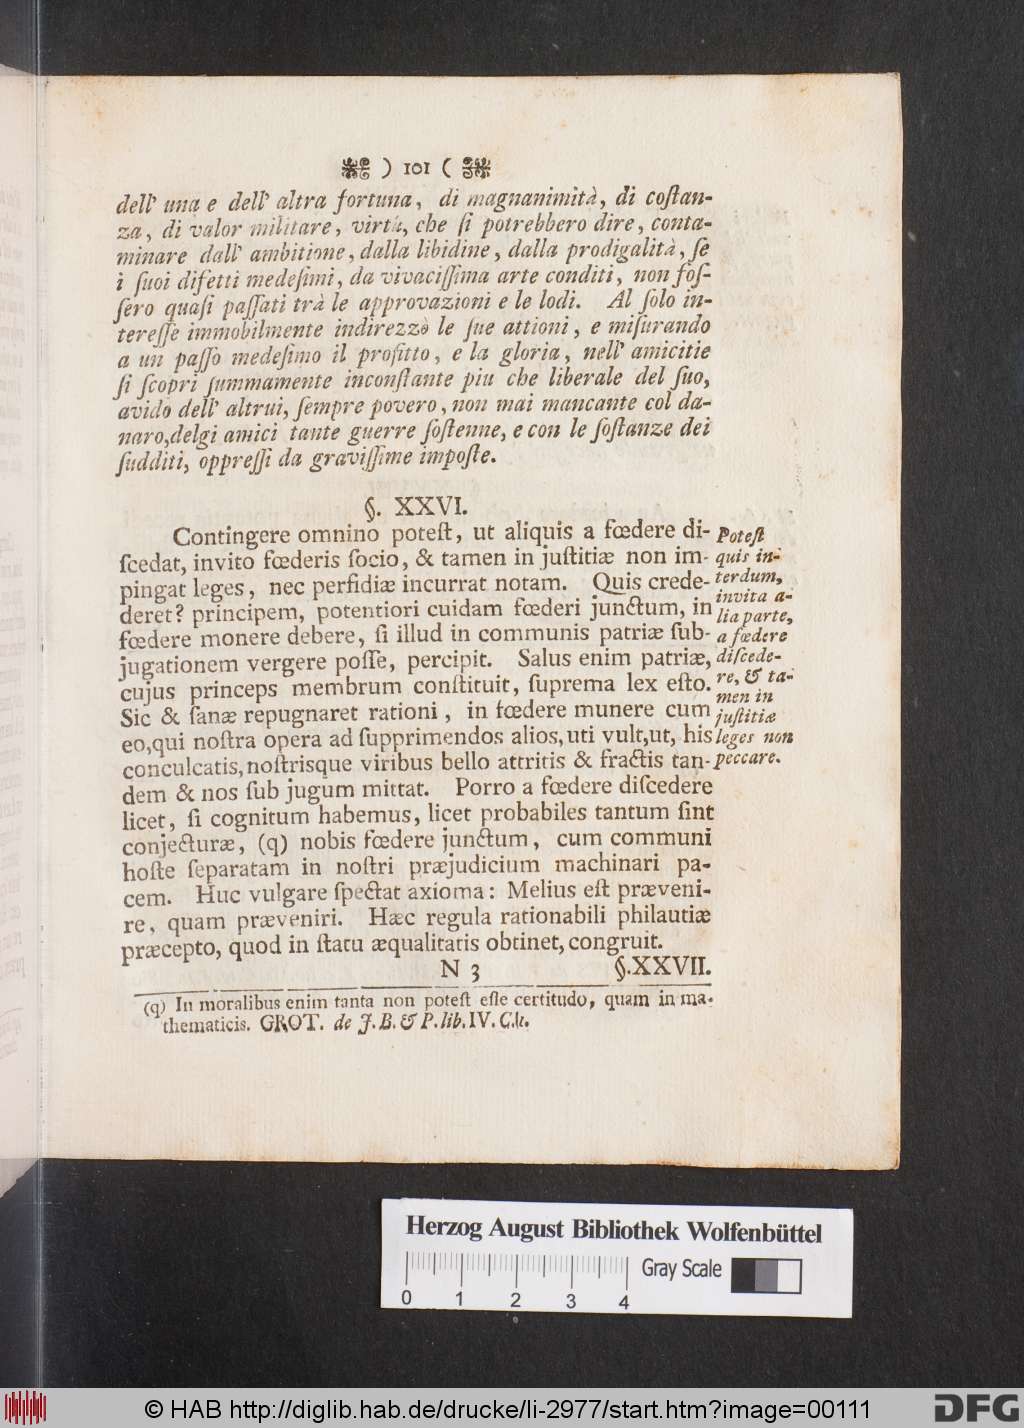 ) 101 (
dell' una e dell' altra fortuna, di magnanimità, di coſtan-
za, di valor militare, virtù, che ſi potrebbero dire, conta-
minare dall' ambitione, dalla libidine, dalla prodigalità, ſe
i ſuoi difetti medeſimi, da vivaciſſima arte conditi, non foſ-
ſero quaſi paſſati trà le approvazioni e le lodi. Al ſolo in-
tereſſe immobilmente indirezzò le ſue attioni, e miſurando
a un paſſo medeſimo il profitto, e la gloria, nell' amicitie
ſi ſcopri ſummamente inconſtante piu che liberale del ſuo,
avido dell' altrui, ſempre povero, non mai mancante col da-
naro, delgi amici tante guerre ſoſtenne, e con le ſoſtanze dei
ſudditi, oppreſſi da graviſſime impoſte.
§. XXVI.
Contingere omnino poteſt, ut aliquis a fœdere di-
ſcedat, invito fœderis ſocio, & tamen in juſtitiæ non im-
pingat leges, nec perfidiæ incurrat notam. Quis crede-
deret? principem, potentiori cuidam fœderi junctum, in
fœdere monere debere, ſi illud in communis patriæ ſub-
jugationem vergere poſſe, percipit. Salus enim patriæ,
cujus princeps membrum conſtituit, ſuprema lex eſto.
Sic & ſanæ repugnaret rationi, in fœdere munere cum
eo, qui noſtra opera ad ſupprimendos alios, uti vult, ut, his
conculcatis, noſtrisque viribus bello attritis & fractis tan-
dem & nos ſub jugum mittat. Porro a fœdere diſcedere
licet, ſi cognitum habemus, licet probabiles tantum ſint
conjecturæ, (q) nobis fœdere junctum, cum communi
hoſte ſeparatam in noſtri præjudicium machinari pa-
cem. Huc vulgare ſpectat axioma: Melius eſt præveni-
re, quam præveniri. Hæc regula rationabili philautiæ
præcepto, quod in ſtatu æqualitatis obtinet, congruit.
Poteſt
quis in-
terdum,
invita a-
lia parte,
a fœdere
diſcede-
re, & ta-
men in
juſtitiæ
leges non
peccare.
N 3 §.XXVII.
(q) In moralibus enim tanta non poteſt eſſe certitudo, quam in ma-
thematicis. GROT. de J. B. & P. lib. IV. C.
Herzog August Bibliothek Wolfenbüttel
Gray Scale
0 1 2 3 4
© HAB http://diglib.hab.de/drucke/li-2977/start.htm?image=00111
DFG